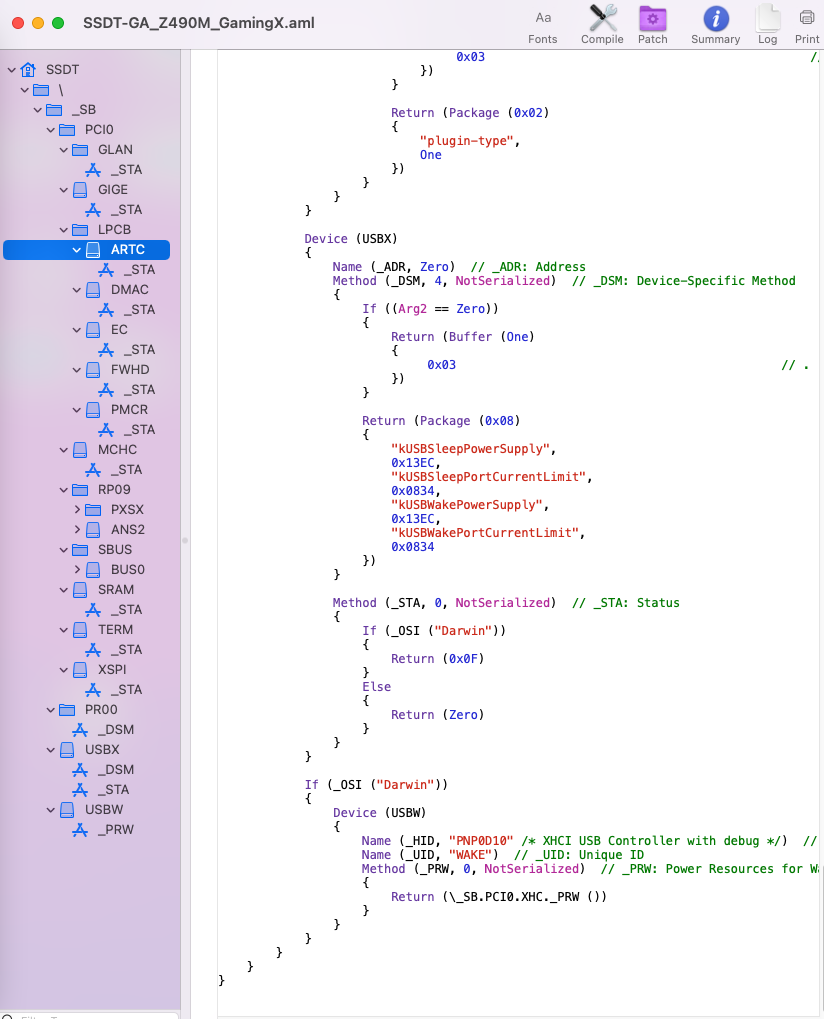 SSDT-GA_Z490M_GamingX.aml
Aa
Fonts
Compile
Patch
Summary
Log
Print
SSDT
\
_SB
PCI0
GLAN
_STA
GIGE
_STA
LPCB
ARTC
_STA
DMAC
_STA
EC
_STA
FWHD
_STA
PMCR
_STA
MCHC
_STA
RP09
PXSX
ANS2
SBUS
BUS0
SRAM
_STA
TERM
_STA
XSPI
_STA
PR00
_DSM
USBX
_DSM
_STA
USBW
_PRW
0x03 /
})
}
Return (Package (0x02)
{
"plugin-type",
One
})
}
}
}
Device (USBX)
{
Name (_ADR, Zero)  // _ADR: Address
Method (_DSM, 4, NotSerialized)  // _DSM: Device-Specific Method
{
If ((Arg2 == Zero))
{
Return (Buffer (One)
{
0x03 // .
})
}
Return (Package (0x08)
{
"kUSBSleepPowerSupply",
0x13EC,
"kUSBSleepPortCurrentLimit",
0x0834,
"kUSBWakePowerSupply",
0x13EC,
"kUSBWakePortCurrentLimit",
0x0834
})
}
Method (_STA, 0, NotSerialized)  // _STA: Status
{
If (_OSI ("Darwin"))
{
Return (0x0F)
}
Else
{
Return (Zero)
}
}
}
If (_OSI ("Darwin"))
{
Device (USBW)
{
Name (_HID, "PNP0D10" /* XHCI USB Controller with debug */)  //
Name (_UID, "WAKE")  // _UID: Unique ID
Method (_PRW, 0, NotSerialized)  // _PRW: Power Resources for Wa
{
Return (\_SB.PCI0.XHC._PRW ())
}
}
}
}
}
}